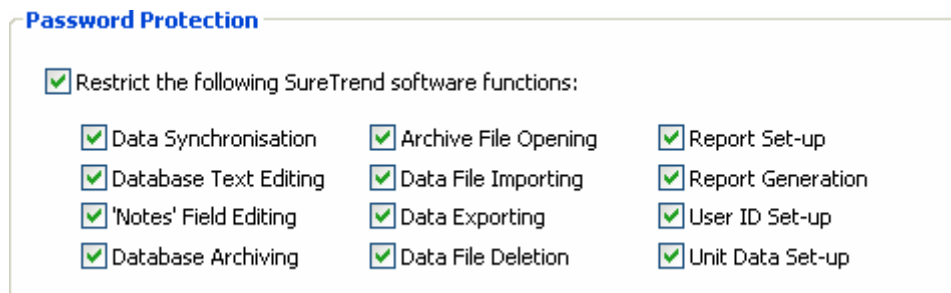 Password Protection
Restrict the following SureTrend software functions:
Data Synchronisation Archive File Opening Report Set-up
Database Text Editing Data File Importing Report Generation
'Notes' Field Editing Data Exporting User ID Set-up
Database Archiving Data File Deletion Unit Data Set-up